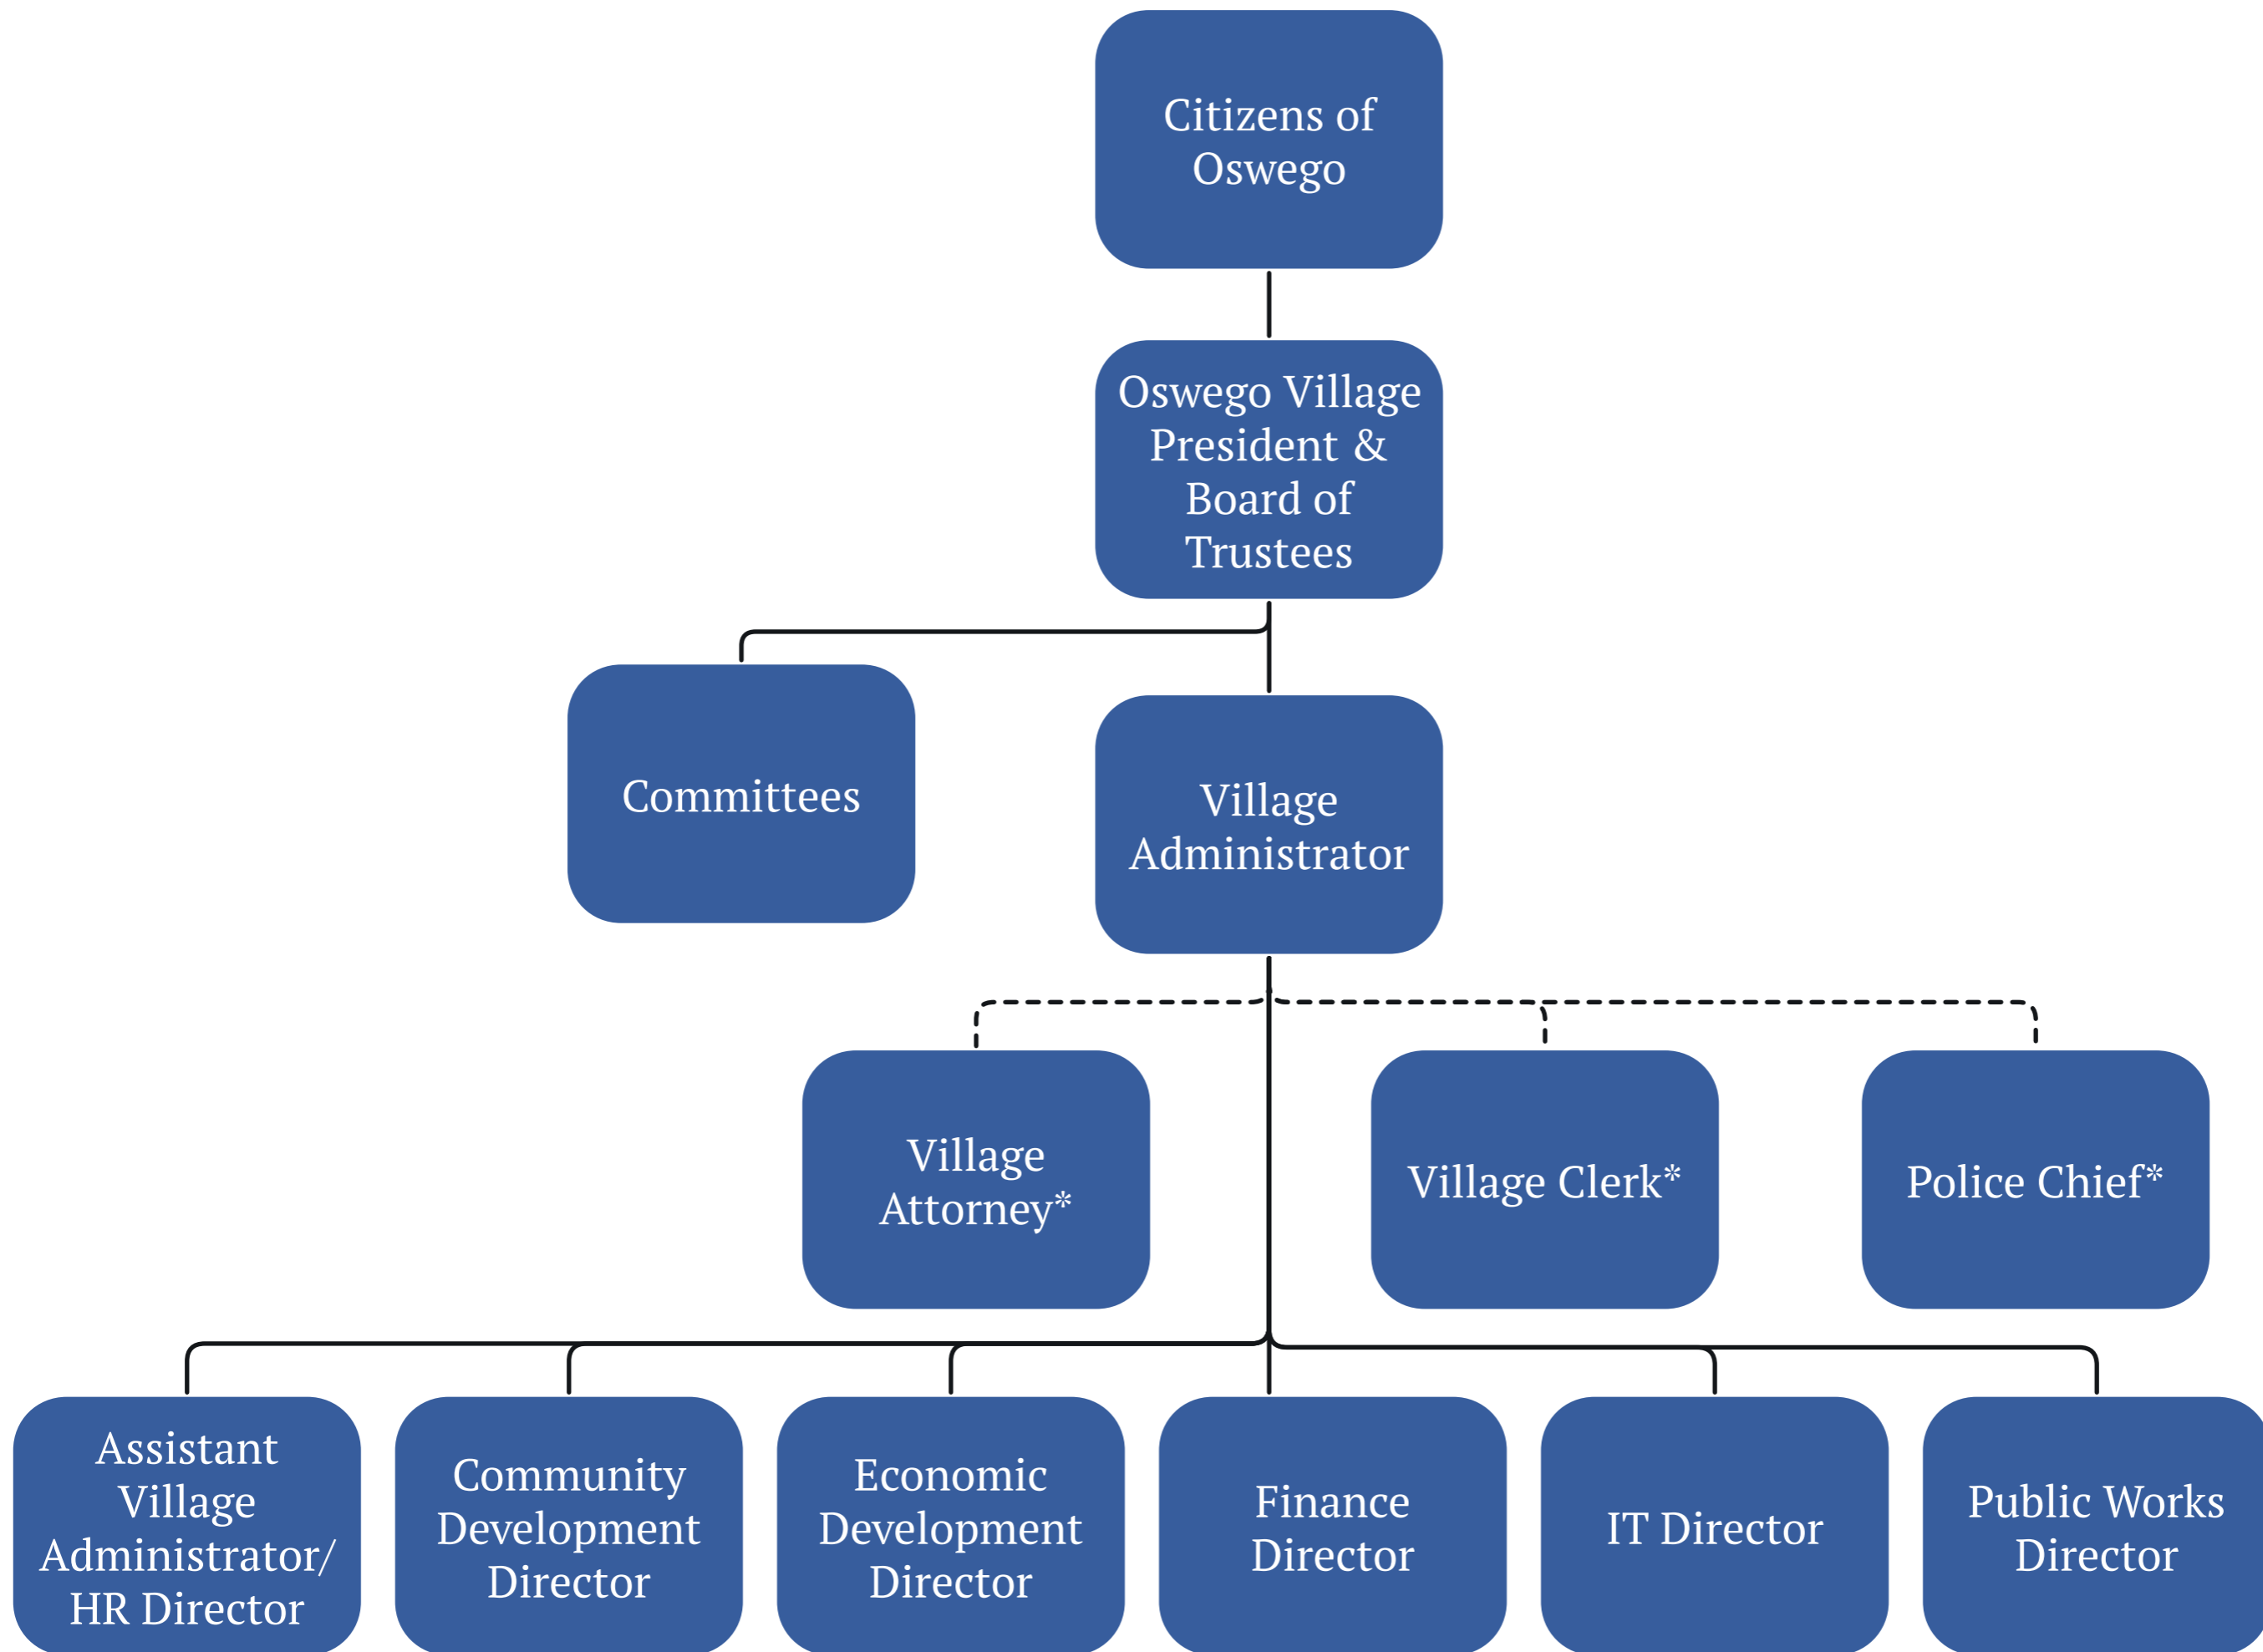 Citizens of
Oswego
Oswego Village
President &
Board of
Trustees
Committees
Village
Administrator
Village
Attorney*
Village Clerk*
Police Chief*
Assistant
Village
Administrator/
HR Director
Community
Development
Director
Economic
Development
Director
Finance
Director
IT Director
Public Works
Director